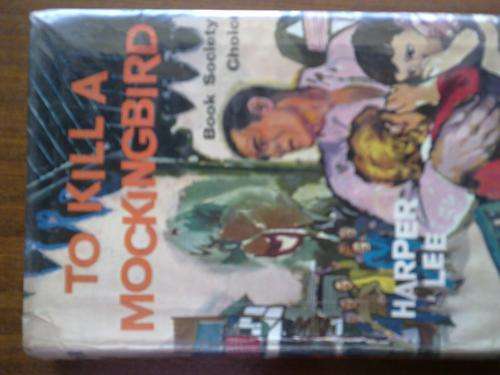 TO KILL A
MOCKINGBIRD
Book Society
Choice
HARPER
LEE